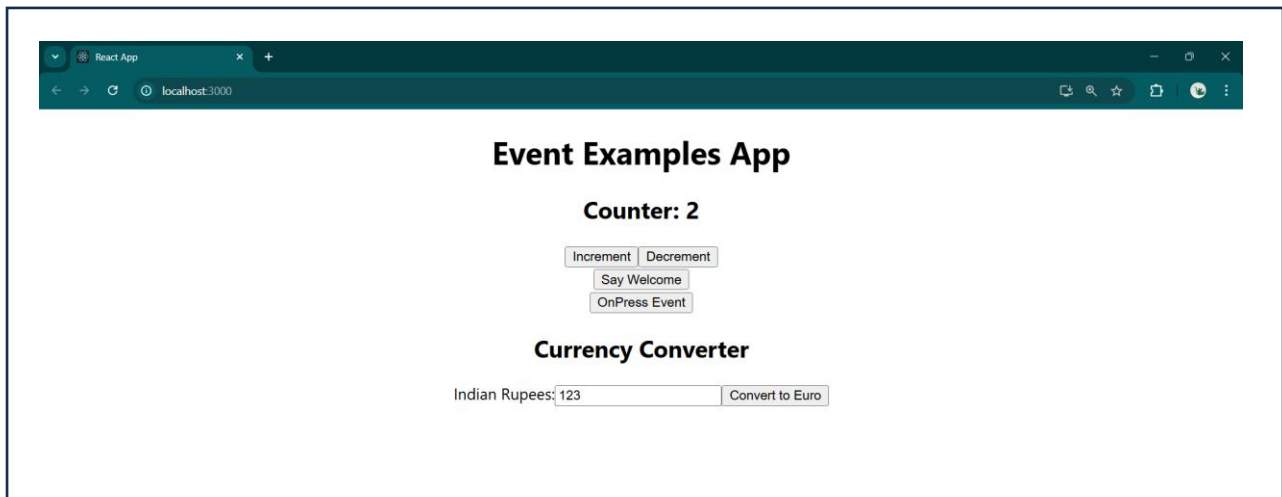 React App
localhost:3000
Event Examples App
Counter: 2
Increment Decrement
Say Welcome
OnPress Event
Currency Converter
Indian Rupees: 123 Convert to Euro